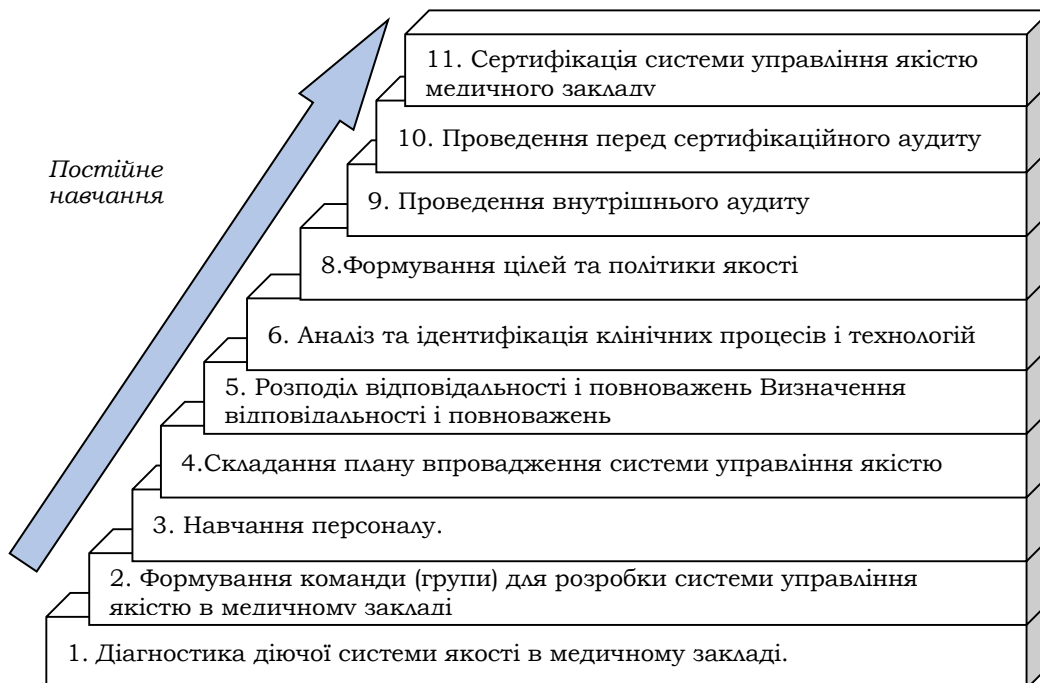 11. Сертифікація системи управління якістю
медичного закладу
10. Проведення перед сертифікаційного аудиту
Постійне
навчання
9. Проведення внутрішнього аудиту
8.Формування цілей та політики якості
6. Аналіз та ідентифікація клінічних процесів і технологій
5. Розподіл відповідальності і повноважень Визначення
відповідальності і повноважень
4.Складання плану впровадження системи управління якістю
3. Навчання персоналу.
2. Формування команди (групи) для розробки системи управління
якістю в медичному закладі
1. Діагностика діючої системи якості в медичному закладі.